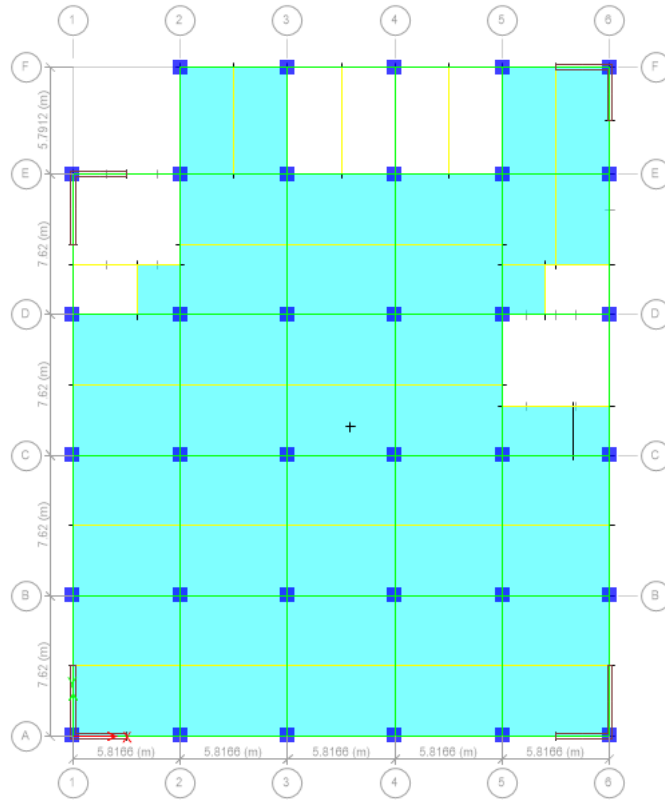 1 2 3 4 5 6
F F
5.7912 (m)
E E
7.62 (m)
D D
7.62 (m)
C C
7.62 (m)
B B
7.62 (m)
A A
5.8166 (m) 5.8166 (m) 5.8166 (m) 5.8166 (m) 5.8166 (m)
1 2 3 4 5 6